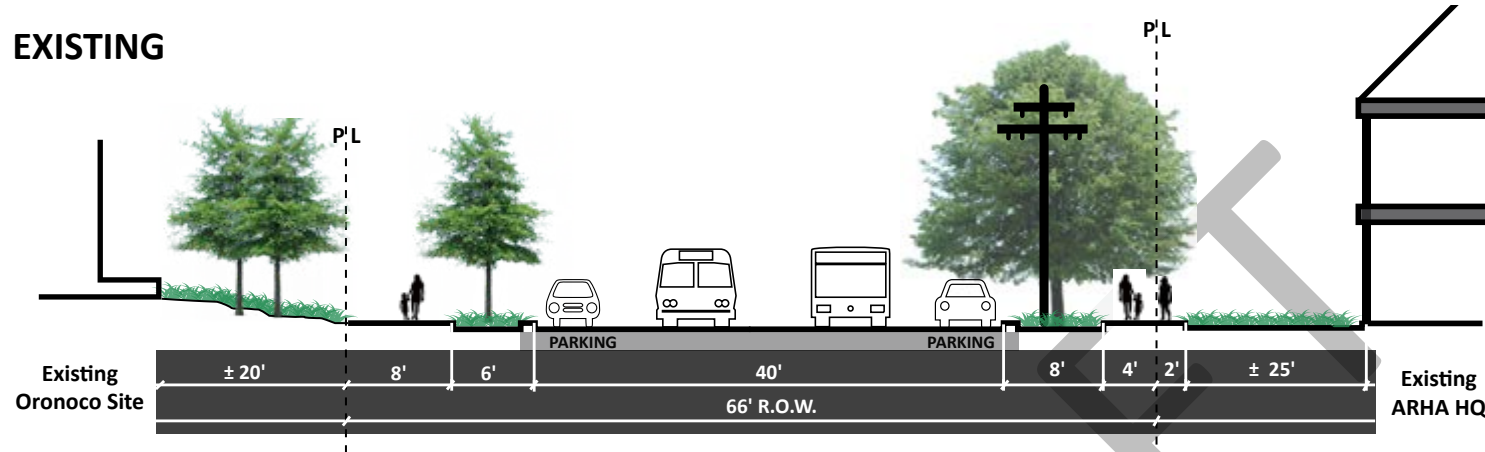 EXISTING
P L
P L
PARKING
PARKING
Existing
Oronoco Site
± 20'
8'
6'
40'
8'
4'
2'
± 25'
Existing
ARHA HQ
66' R.O.W.